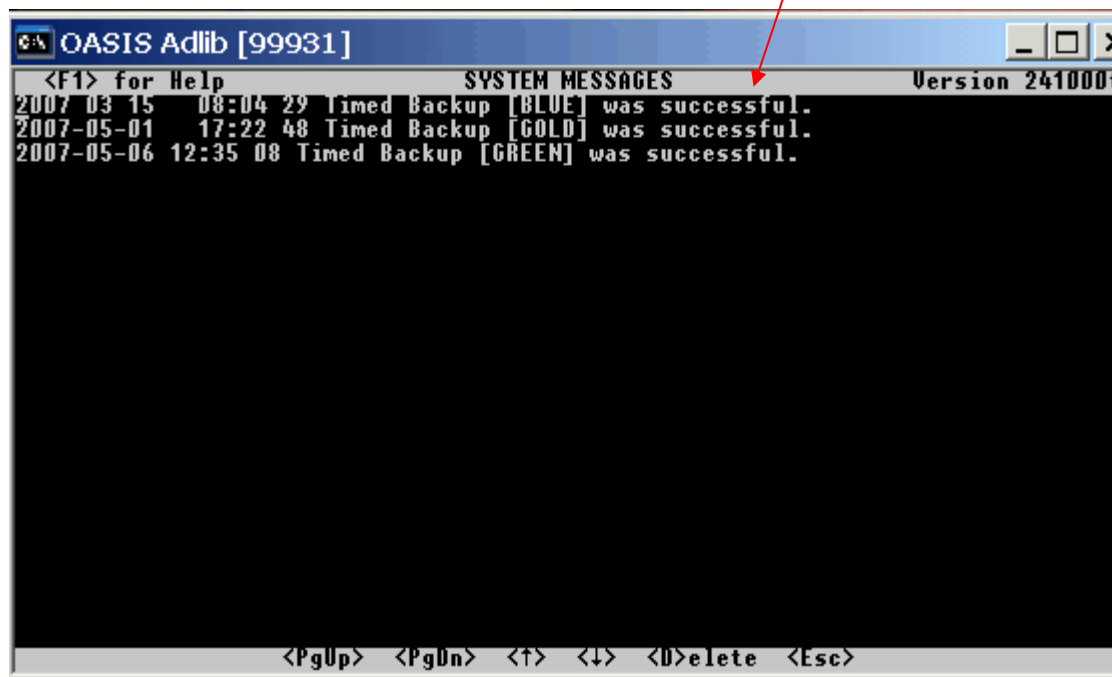 OASIS Adlib [99931]
<F1> for Help SYSTEM MESSAGES Version 241000
2007 03 15 08:04 29 Timed Backup [BLUE] was successful.
2007-05-01 17:22 48 Timed Backup [GOLD] was successful.
2007-05-06 12:35 08 Timed Backup [GREEN] was successful.
<PgUp> <PgDn> <↑> <↓> <D>elete <Esc>